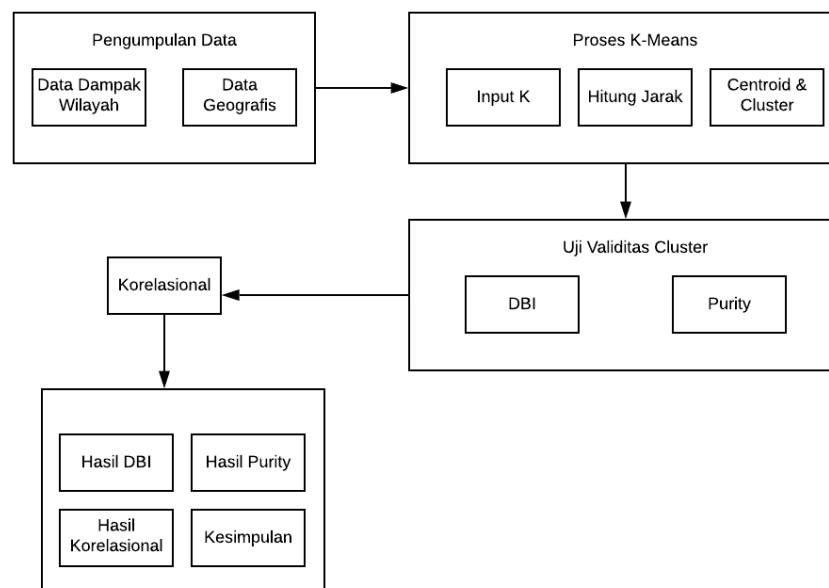 Pengumpulan Data
Data Dampak
Wilayah
Data
Geografis
Proses K-Means
Input K
Hitung Jarak
Centroid &
Cluster
Uji Validitas Cluster
DBI
Purity
Korelasional
Hasil DBI
Hasil Purity
Hasil
Korelasional
Kesimpulan